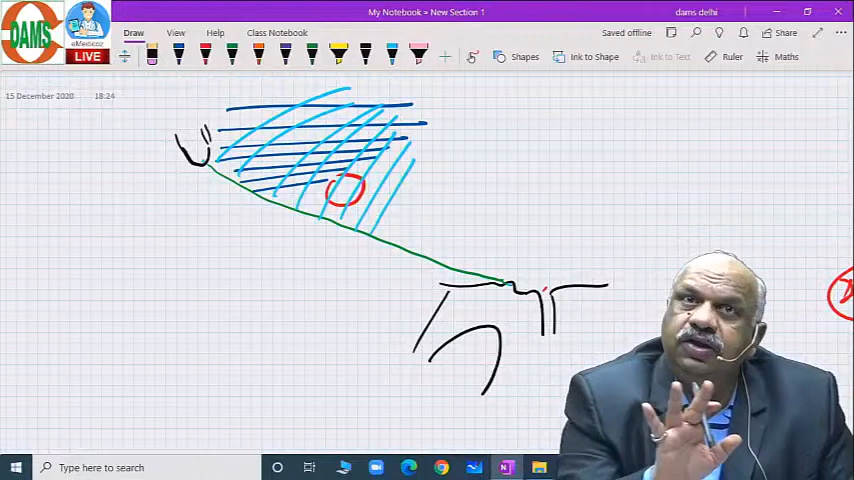 DAMS
eMedicoz
LIVE
My Notebook » New Section 1
dams delhi
Draw
View
Help
Class Notebook
Saved offline
Share
Shapes
Ink to Shape
Ink to Text
Ruler
Maths
15 December 2020
18:24
Type here to search